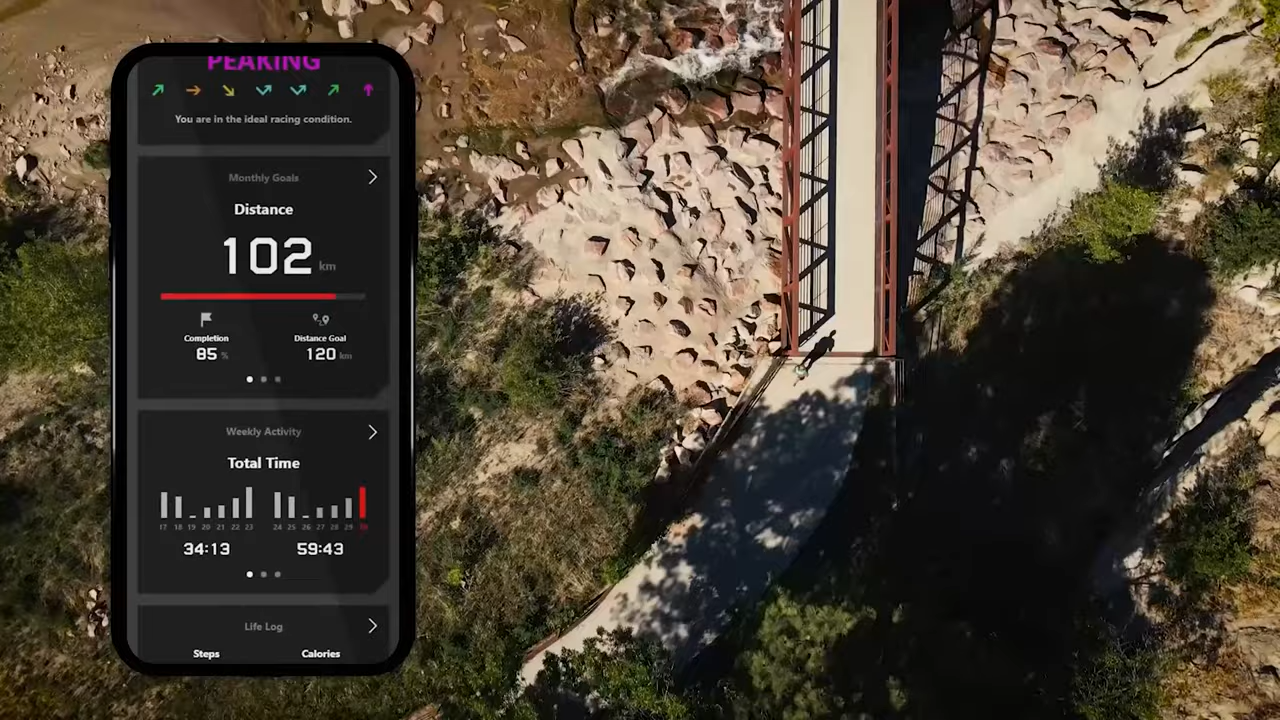 PEAKING
You are in the ideal racing condition.
Monthly Goals
Distance
102 km
Completion
85 %
Distance Goal
120 km
Weekly Activity
Total Time
17 18 19 20 21 22 23 24 25 26 27 28 29 30
34:13
59:43
Life Log
Steps
Calories